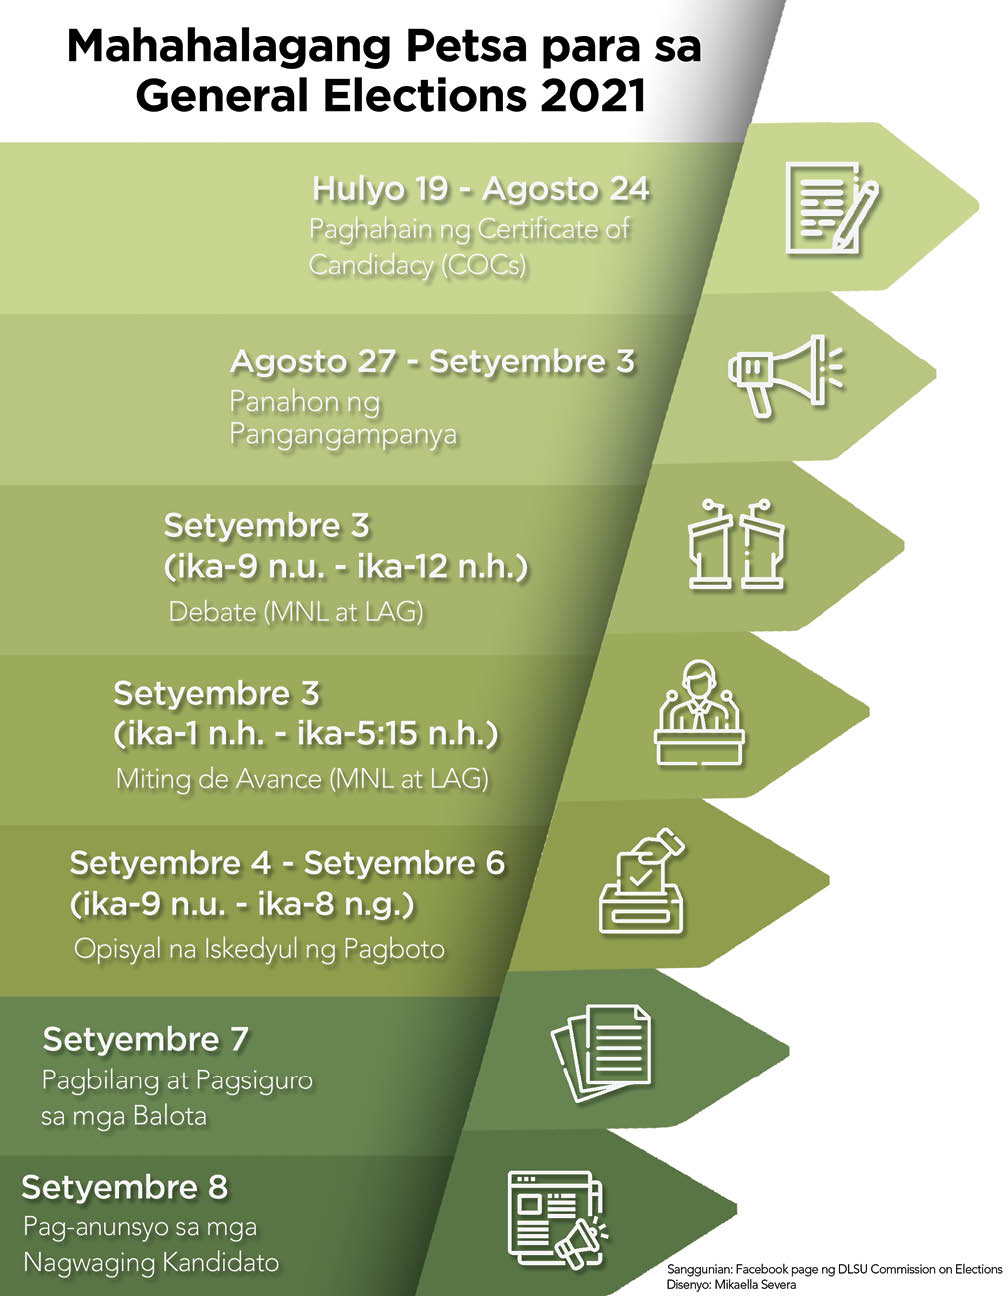 Mahahalagang Petsa para sa
General Elections 2021
Hulyo 19 - Agosto 24
Paghahain ng Certificate of
Candidacy (COCs)
Agosto 27 - Setyembre 3
Panahon ng
Pangangampanya
Setyembre 3
(ika-9 n.u. - ika-12 n.h.)
Debate (MNL at LAG)
Setyembre 3
(ika-1 n.h. - ika-5:15 n.h.)
Miting de Avance (MNL at LAG)
Setyembre 4 - Setyembre 6
(ika-9 n.u. - ika-8 n.g.)
Opisyal na Iskedyul ng Pagboto
Setyembre 7
Pagbilang at Pagsiguro
sa mga Balota
Setyembre 8
Pag-anunsyo sa mga
Nagwaging Kandidato
Sanggunian: Facebook page ng DLSU Commission on Elections
Disenyo: Mikaella Severa